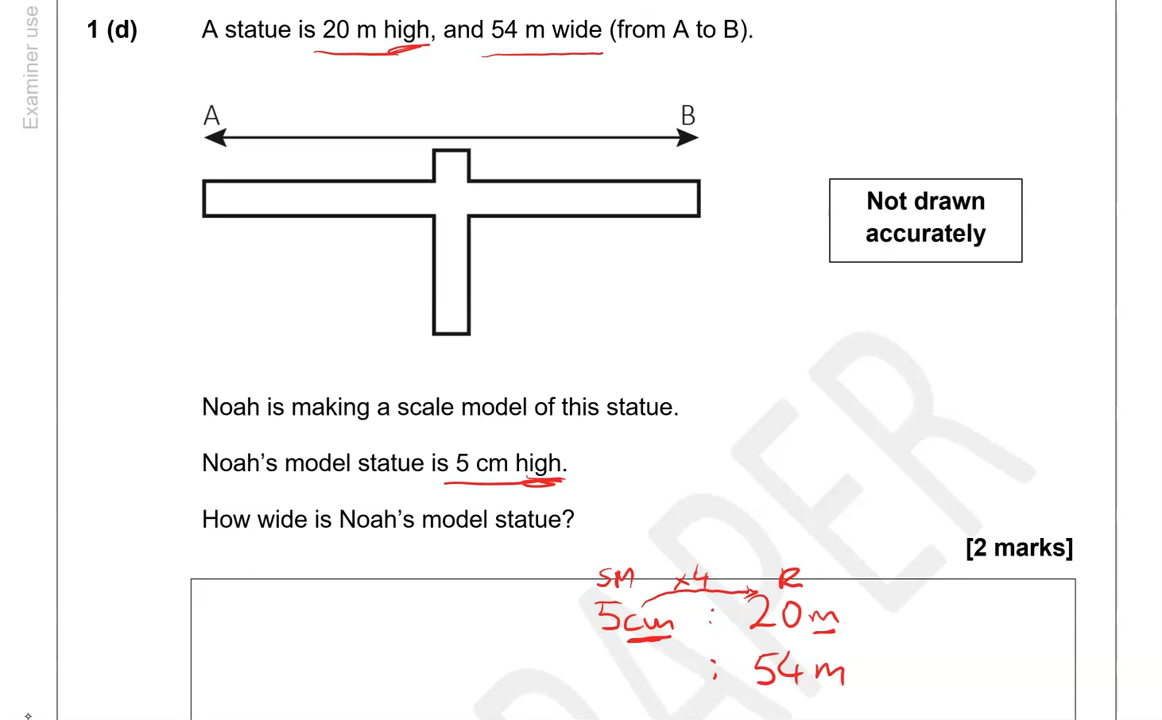 Examiner use
1 (d) A statue is 20 m high, and 54 m wide (from A to B).
A B
Not drawn
accurately
Noah is making a scale model of this statue.
Noah's model statue is 5 cm high.
How wide is Noah's model statue?
[2 marks]
SM ×4 R
5cm : 20m
: 54m
PAPER